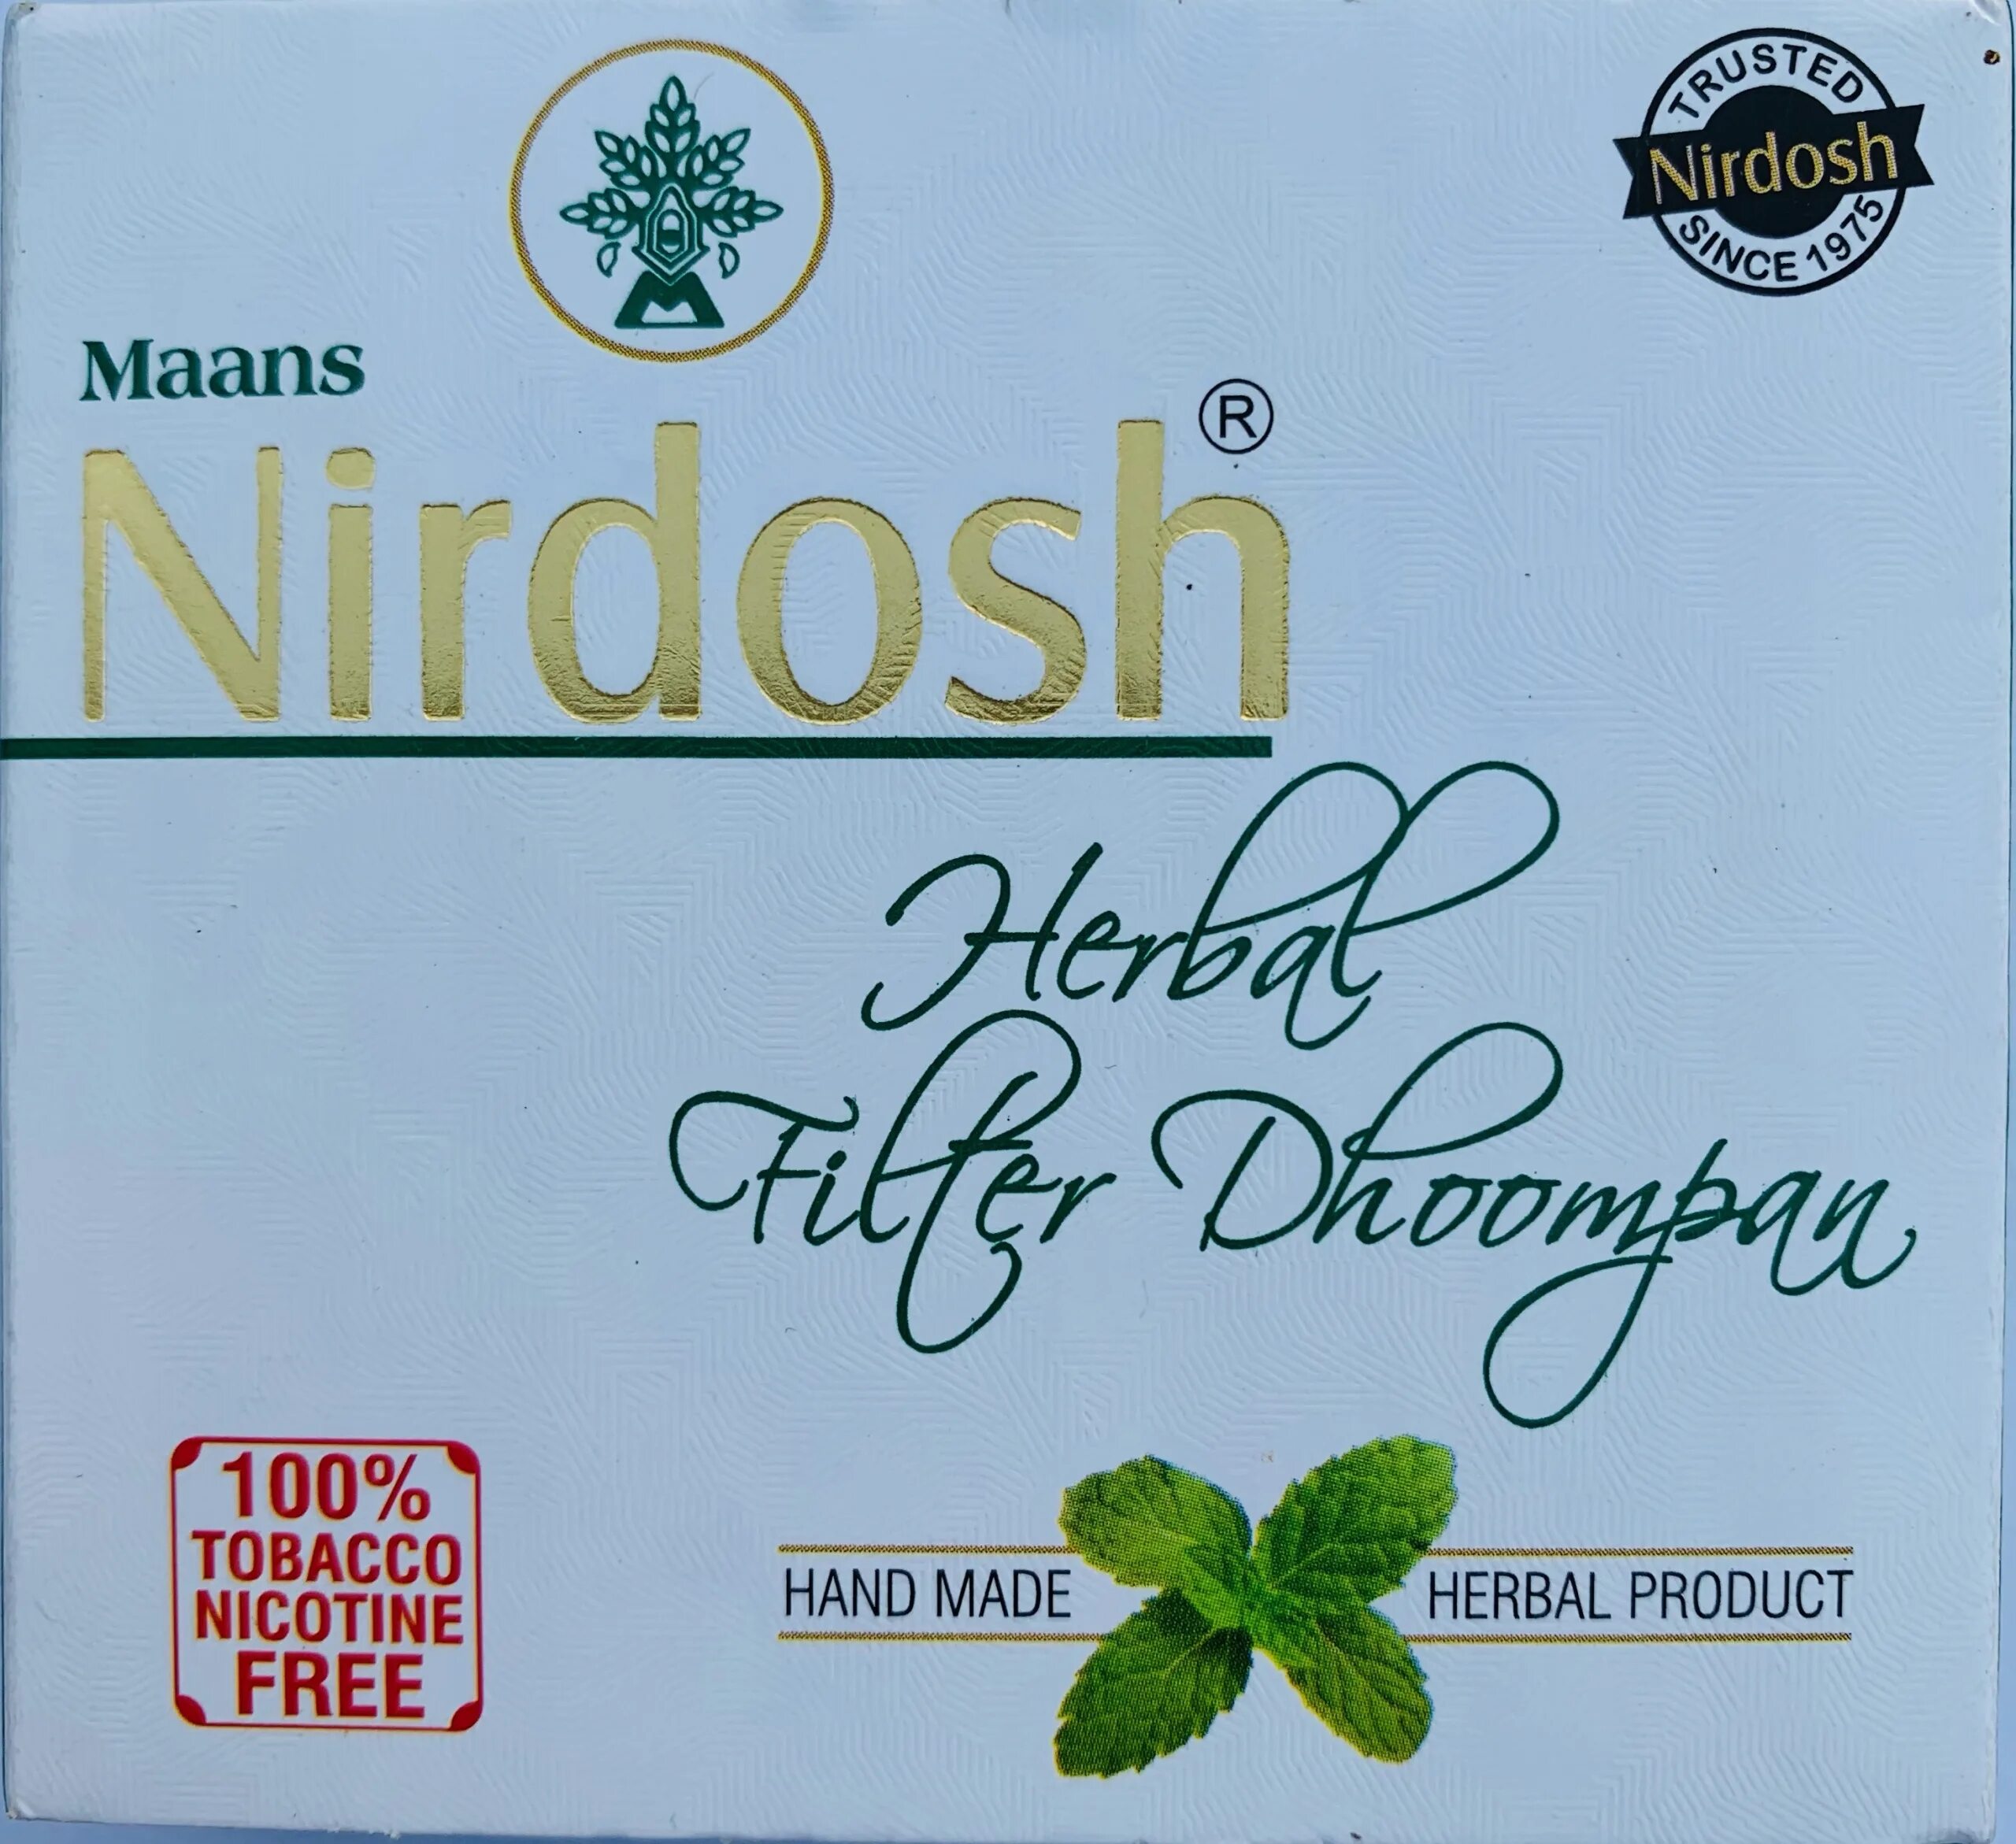 TRUSTED
Nirdosh
SINCE 1975
M
Maans
Nirdosh®
Herbal
Filter Dhoompan
100%
TOBACCO
NICOTINE
FREE
HAND MADE HERBAL PRODUCT